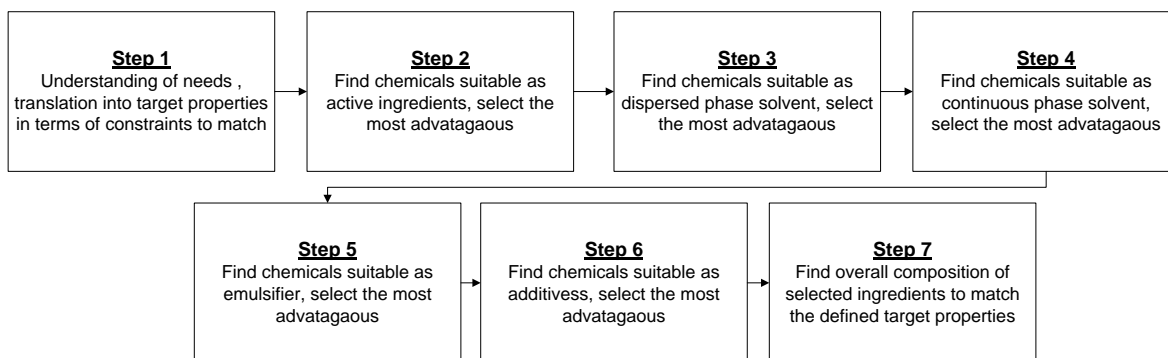 Step 1
Understanding of needs ,
translation into target properties
in terms of constraints to match
Step 2
Find chemicals suitable as
active ingredients, select the
most advatagaous
Step 3
Find chemicals suitable as
dispersed phase solvent, select
the most advatagaous
Step 4
Find chemicals suitable as
continuous phase solvent,
select the most advatagaous
Step 5
Find chemicals suitable as
emulsifier, select the most
advatagaous
Step 6
Find chemicals suitable as
additivess, select the most
advatagaous
Step 7
Find overall composition of
selected ingredients to match
the defined target properties